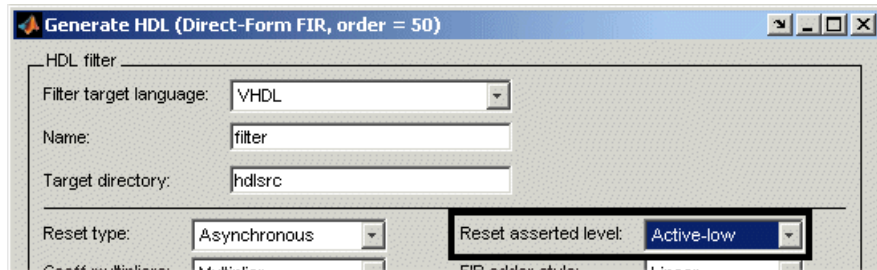 Generate HDL (Direct-Form FIR, order = 50)
HDL filter
Filter target language: VHDL
Name: filter
Target directory: hdlsrc
Reset type: Asynchronous Reset asserted level: Active-low